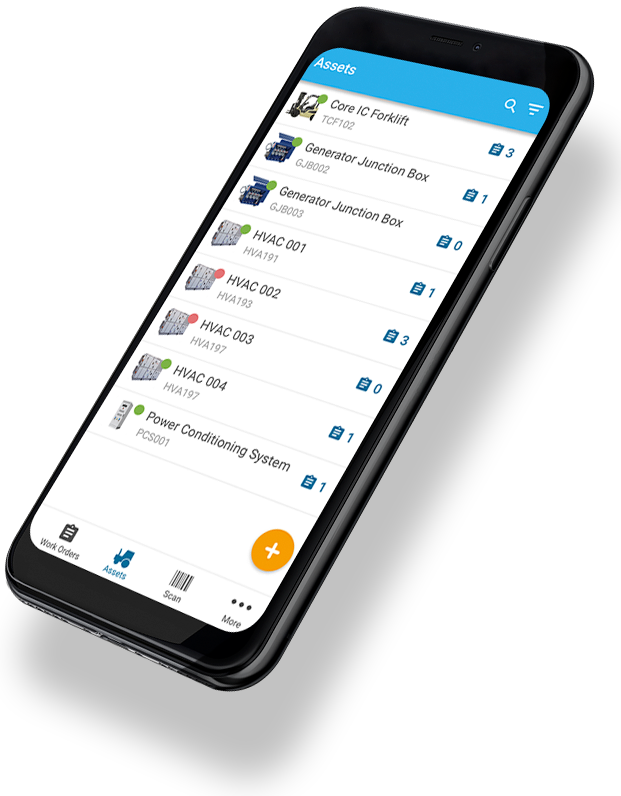 Assets
Core IC Forklift
TCF102
3
Generator Junction Box
GJB002
1
Generator Junction Box
GJB003
0
HVAC 001
HVA191
1
HVAC 002
HVA193
3
HVAC 003
HVA197
0
HVAC 004
HVA197
1
Power Conditioning System
PCS001
1
Work Orders
Assets
Scan
More